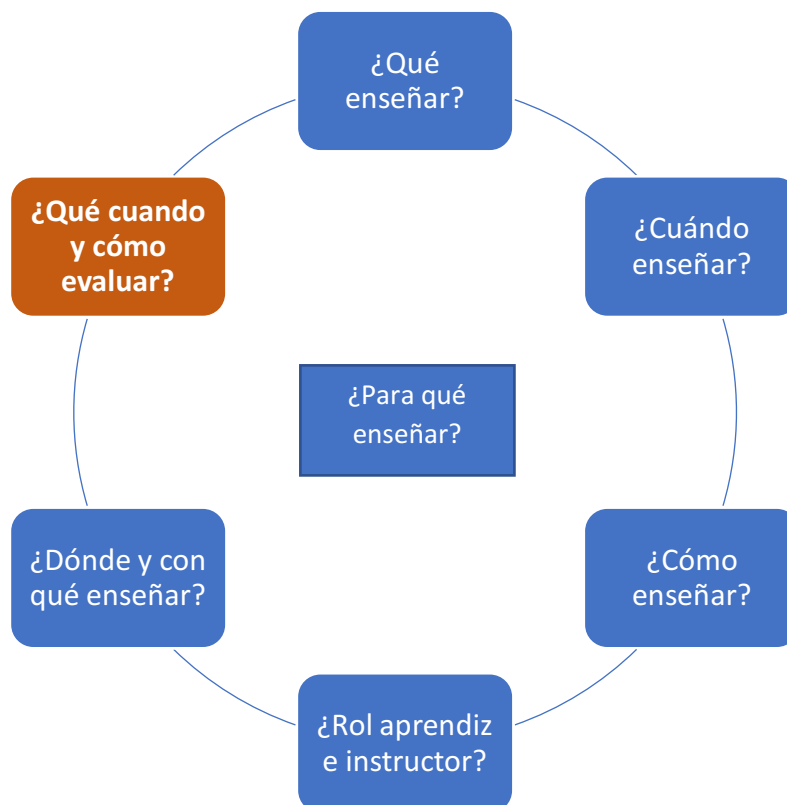 ¿Qué
enseñar?
¿Cuándo
enseñar?
¿Cómo
enseñar?
¿Rol aprendiz
e instructor?
¿Dónde y con
qué enseñar?
¿Qué cuando
y cómo
evaluar?
¿Para qué
enseñar?